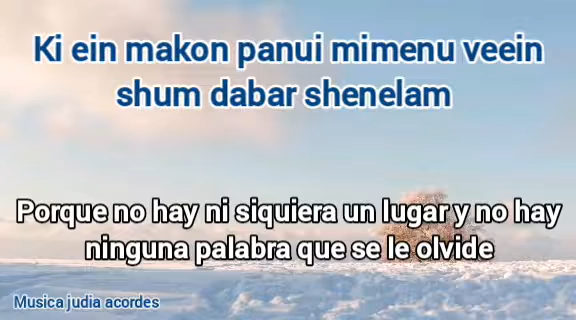 Ki ein makon panui mimenu veein
shum dabar shenelam
Porque no hay ni siquiera un lugar y no hay
ninguna palabra que se le olvide
Musica judia acordes